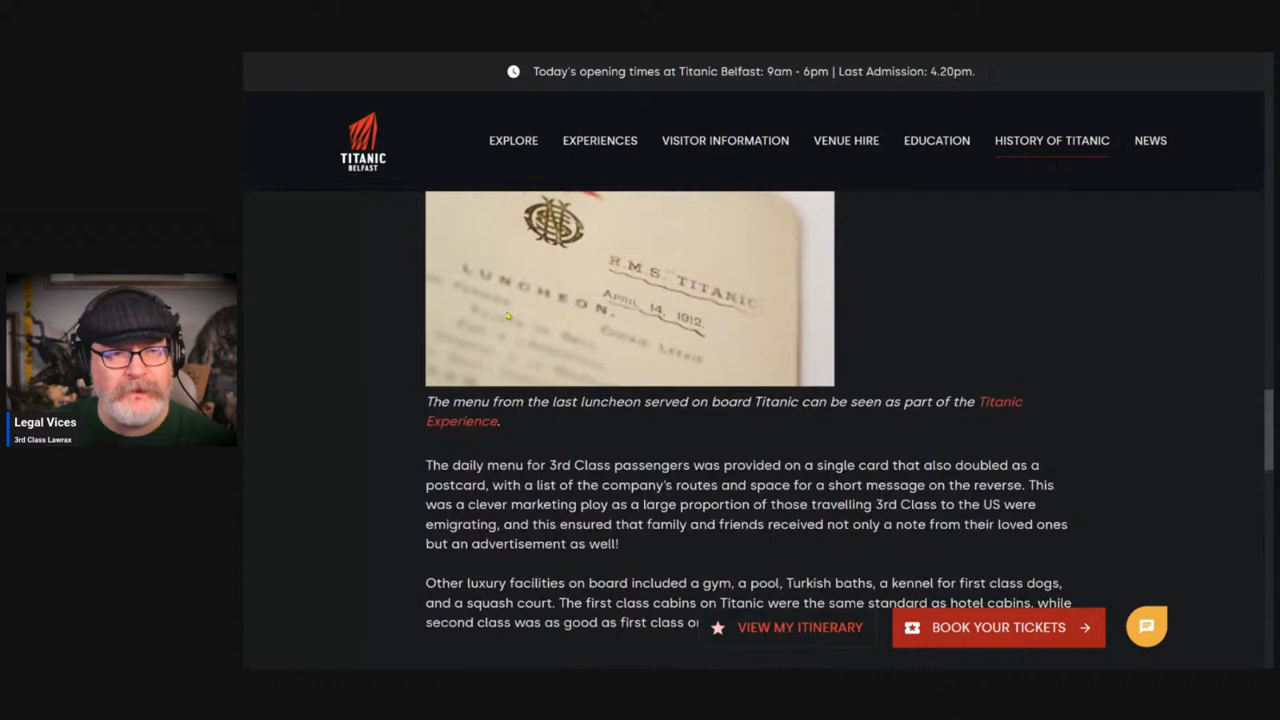 Today's opening times at Titanic Belfast: 9am - 6pm | Last Admission: 4.20pm.
TITANIC
BELFAST
EXPLORE
EXPERIENCES
VISITOR INFORMATION
VENUE HIRE
EDUCATION
HISTORY OF TITANIC
NEWS
R.M.S. TITANIC
APRIL 14, 1912.
LUNCHEON.
COCKIE LEEKIE
The menu from the last luncheon served on board Titanic can be seen as part of the Titanic
Experience.
Legal Vices
3rd Class Lawrax
The daily menu for 3rd Class passengers was provided on a single card that also doubled as a
postcard, with a list of the company's routes and space for a short message on the reverse. This
was a clever marketing ploy as a large proportion of those travelling 3rd Class to the US were
emigrating, and this ensured that family and friends received not only a note from their loved ones
but an advertisement as well!
Other luxury facilities on board included a gym, a pool, Turkish baths, a kennel for first class dogs,
and a squash court. The first class cabins on Titanic were the same standard as hotel cabins, while
second class was as good as first class
VIEW MY ITINERARY
BOOK YOUR TICKETS